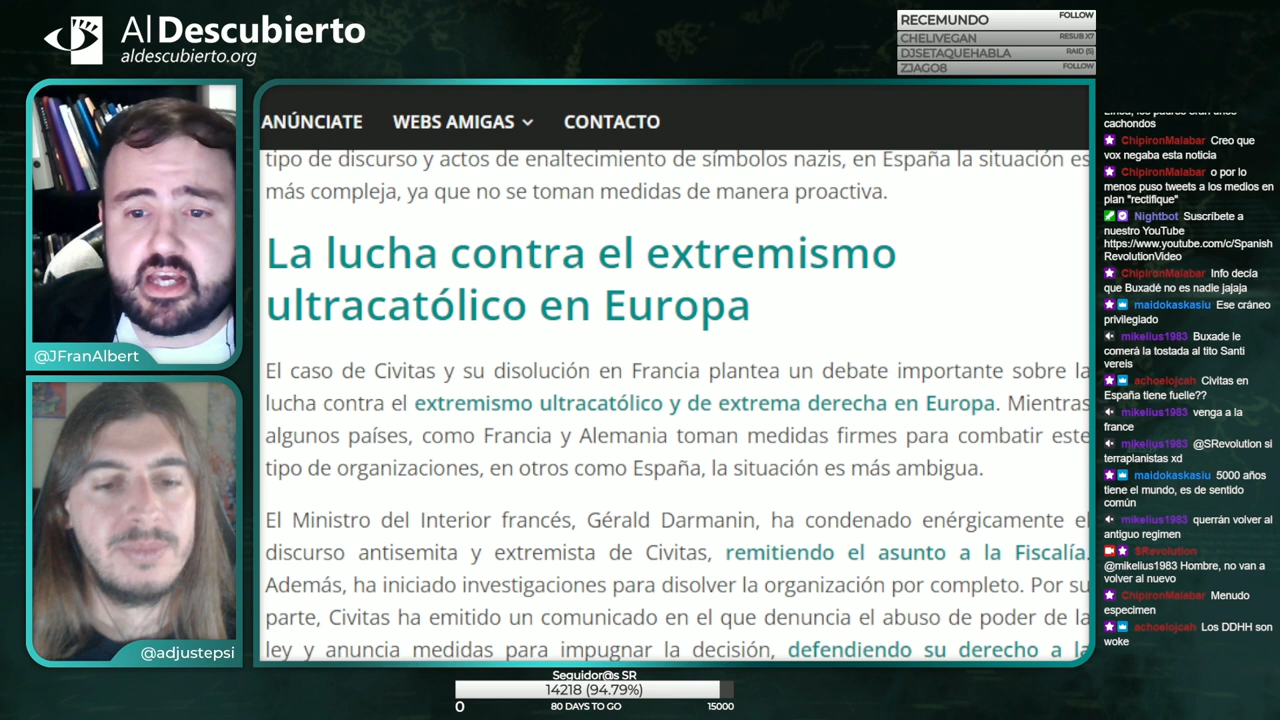 Al Descubierto
aldescubierto.org
RECEMUNDO FOLLOW
CHELIVEGAN RESUB X7
DJSETAQUEHABLA RAID (5)
ZJAGO8 FOLLOW
@JFranAlbert
@adjustepsi
ANÚNCIATE WEBS AMIGAS CONTACTO
tipo de discurso y actos de enaltecimiento de símbolos nazis, en España la situación es
más compleja, ya que no se toman medidas de manera proactiva.
La lucha contra el extremismo
ultracatólico en Europa
El caso de Civitas y su disolución en Francia plantea un debate importante sobre la
lucha contra el extremismo ultracatólico y de extrema derecha en Europa. Mientras
algunos países, como Francia y Alemania toman medidas firmes para combatir este
tipo de organizaciones, en otros como España, la situación es más ambigua.
El Ministro del Interior francés, Gérald Darmanin, ha condenado enérgicamente el
discurso antisemita y extremista de Civitas, remitiendo el asunto a la Fiscalía.
Además, ha iniciado investigaciones para disolver la organización por completo. Por su
parte, Civitas ha emitido un comunicado en el que denuncia el abuso de poder de la
ley y anuncia medidas para impugnar la decisión, defendiendo su derecho a la
cachondos
ChipironMalabar Creo que
vox negaba esta noticia
ChipironMalabar o por lo
menos puso tweets a los medios en
plan "rectifique"
Nightbot Suscríbete a
nuestro YouTube
https://www.youtube.com/c/Spanish
RevolutionVideo
ChipironMalabar Info decía
que Buxadé no es nadie jajaja
maidokaskasiu Ese cráneo
privilegiado
mikelius1983 Buxade le
comerá la tostada al tito Santi
vereis
achoelojcah Civitas en
España tiene fuelle??
mikelius1983 venga a la
france
mikelius1983 @SRevolution si
terraplanistas xd
maidokaskasiu 5000 años
tiene el mundo, es de sentido
común
mikelius1983 querrán volver al
antiguo regimen
SRevolution
@mikelius1983 Hombre, no van a
volver al nuevo
ChipironMalabar Menudo
especimen
achoelojcah Los DDHH son
woke
Seguidor@s SR
14218 (94.79%)
0 80 DAYS TO GO 15000